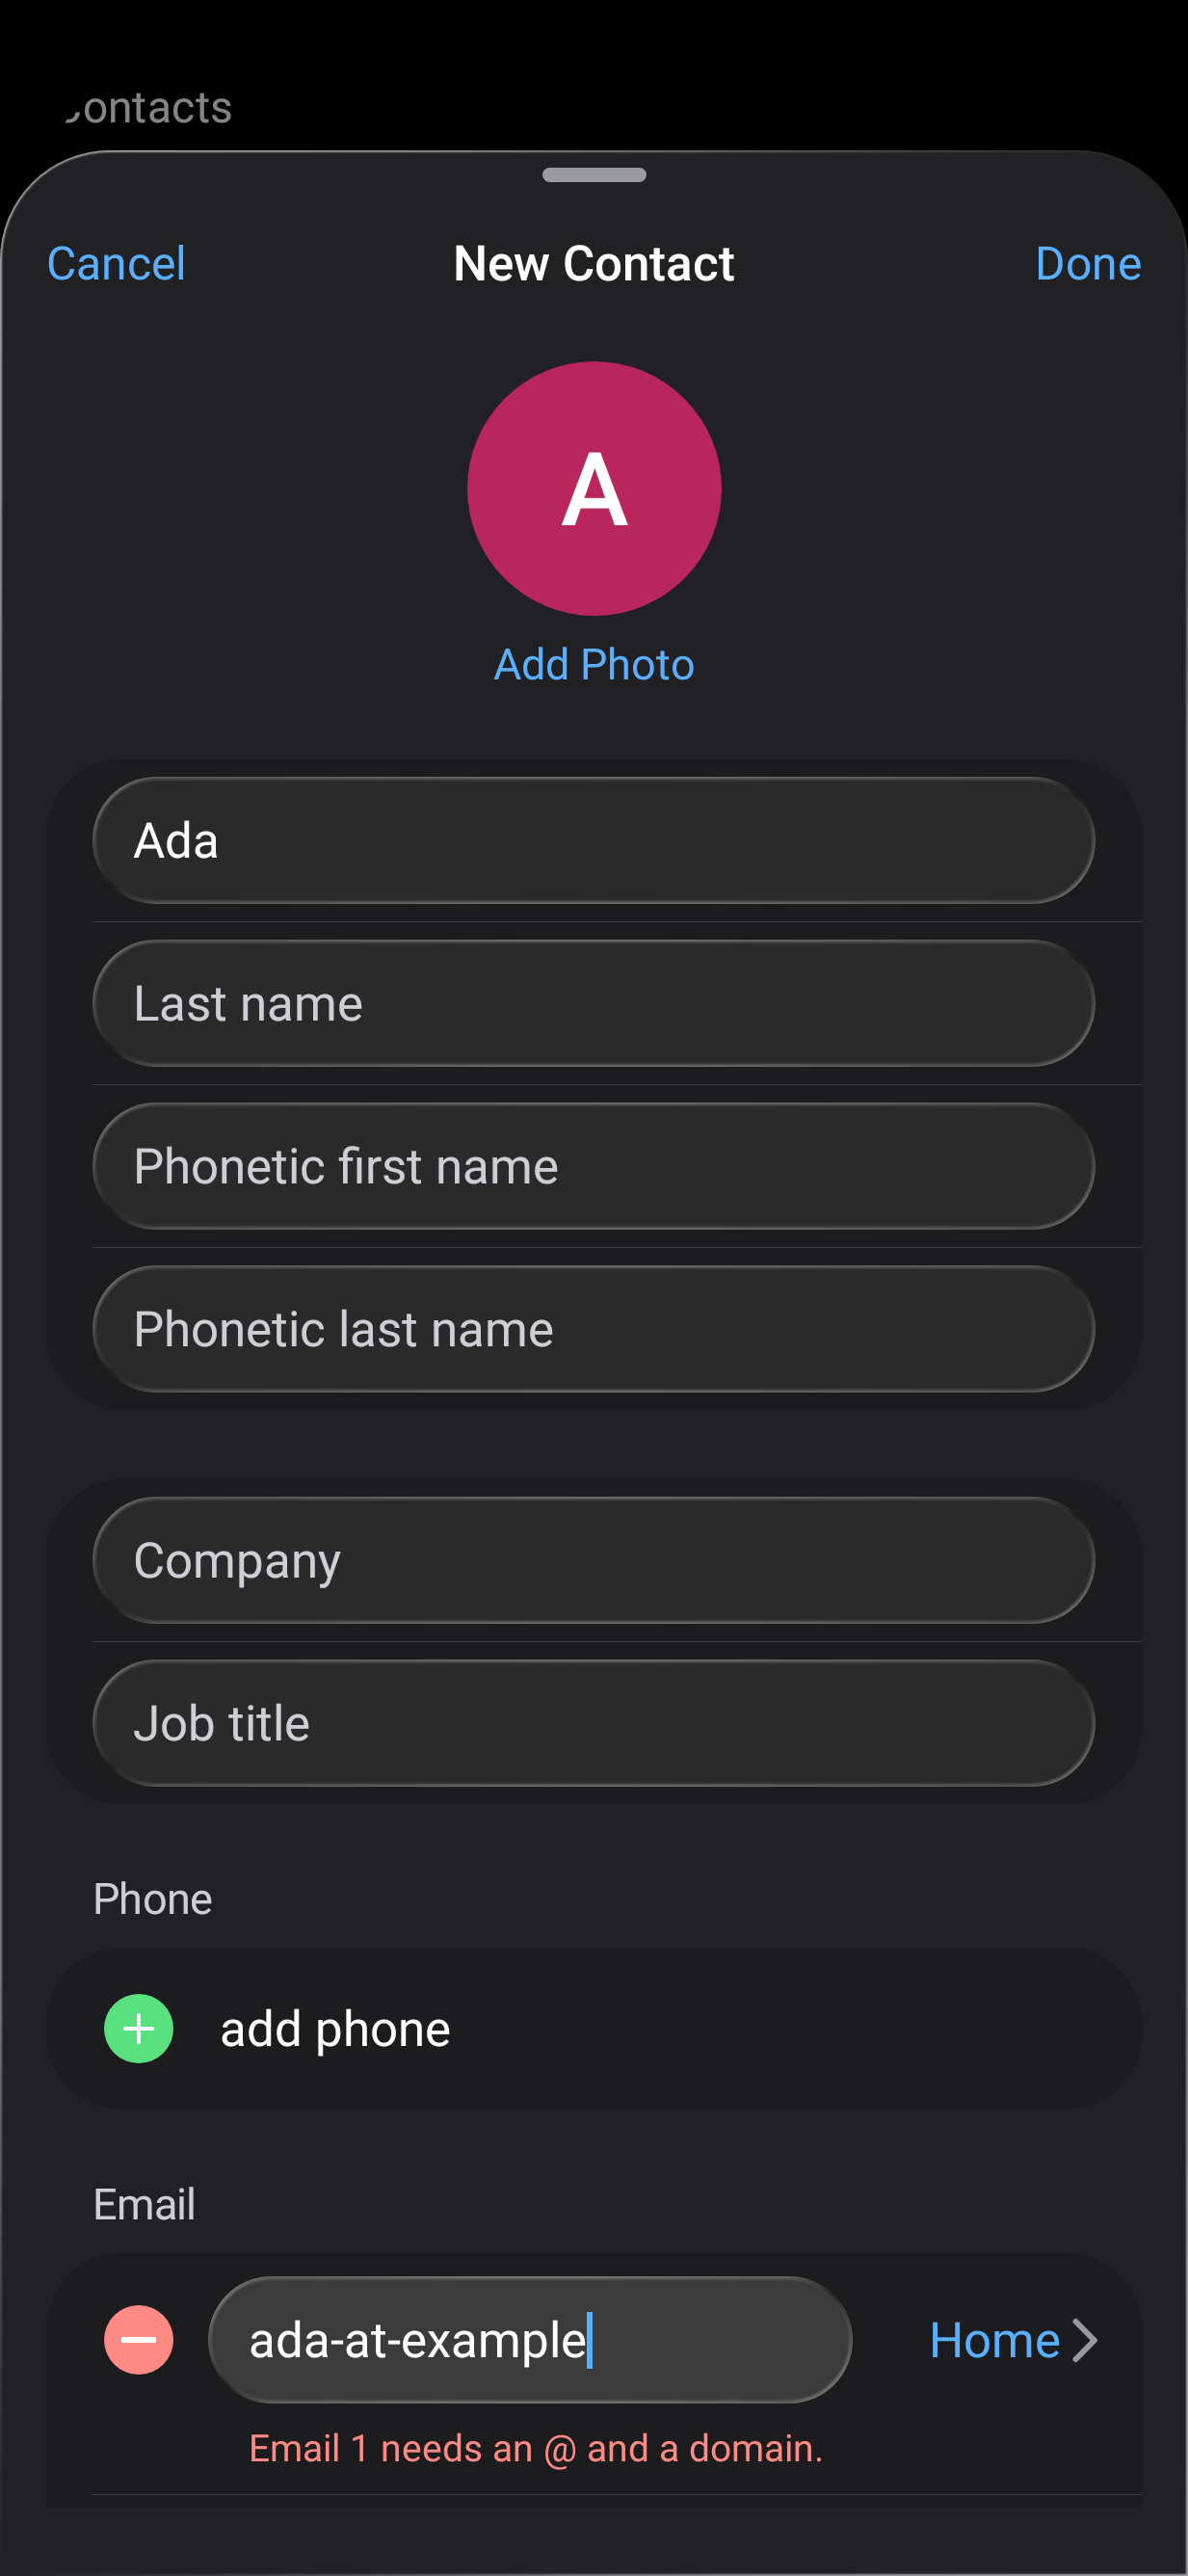 ontacts
Cancel New Contact Done
A
Add Photo
Ada
Last name
Phonetic first name
Phonetic last name
Company
Job title
Phone
add phone
Email
ada-at-example Home
Email 1 needs an @ and a domain.